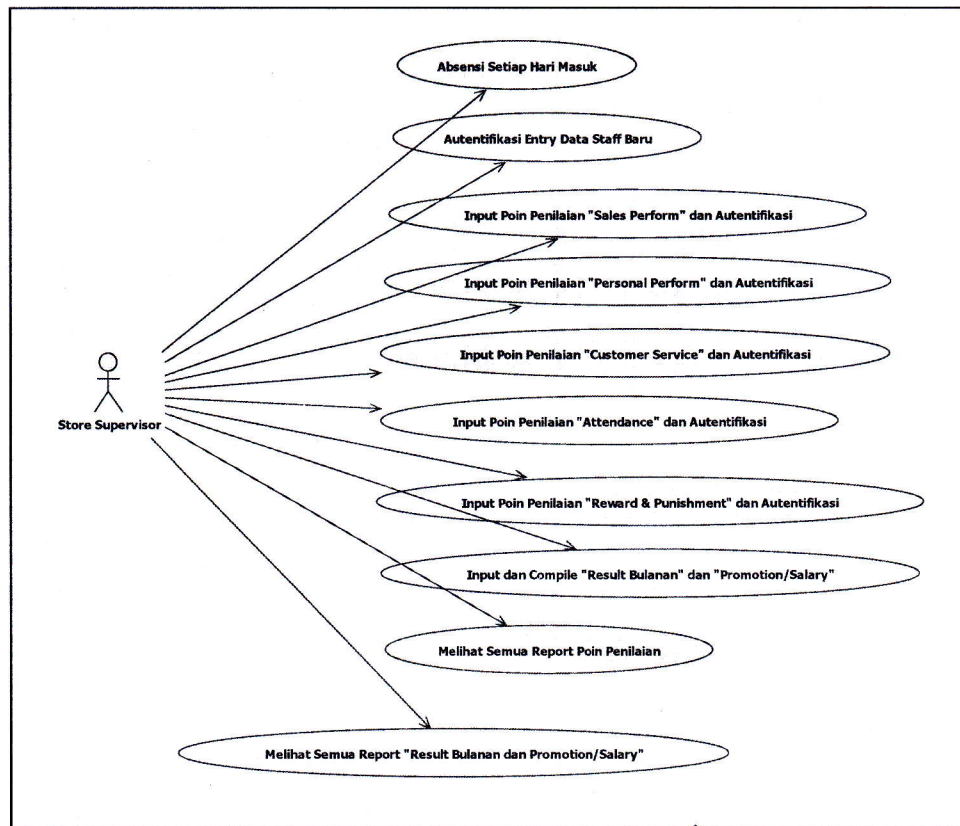 Absensi Setiap Hari Masuk
Autentifikasi Entry Data Staff Baru
Input Poin Penilaian "Sales Perform" dan Autentifikasi
Input Poin Penilaian "Personal Perform" dan Autentifikasi
Input Poin Penilaian "Customer Service" dan Autentifikasi
Store Supervisor
Input Poin Penilaian "Attendance" dan Autentifikasi
Input Poin Penilaian "Reward & Punishment" dan Autentifikasi
Input dan Compile "Result Bulanan" dan "Promotion/Salary"
Melihat Semua Report Poin Penilaian
Melihat Semua Report "Result Bulanan dan Promotion/Salary"